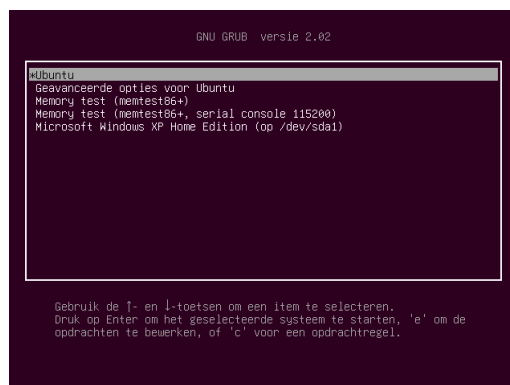 GNU GRUB versie 2.02
*Ubuntu
Geavanceerde opties voor Ubuntu
Memory test (memtest86+)
Memory test (memtest86+, serial console 115200)
Microsoft Windows XP Home Edition (op /dev/sda1)
Gebruik de ↑- en ↓-toetsen om een item te selecteren.
Druk op Enter om het geselecteerde systeem te starten, 'e' om de
opdrachten te bewerken, of 'c' voor een opdrachtregel.